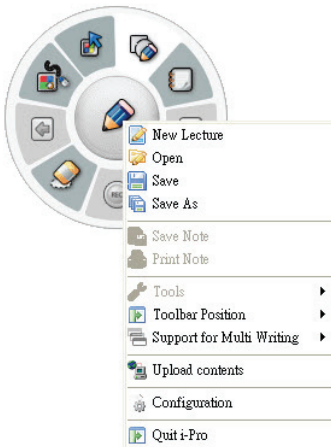 REC
New Lecture
Open
Save
Save As
Save Note
Print Note
Tools
Toolbar Position
Support for Multi Writing
Upload contents
Configuration
Quit i-Pro